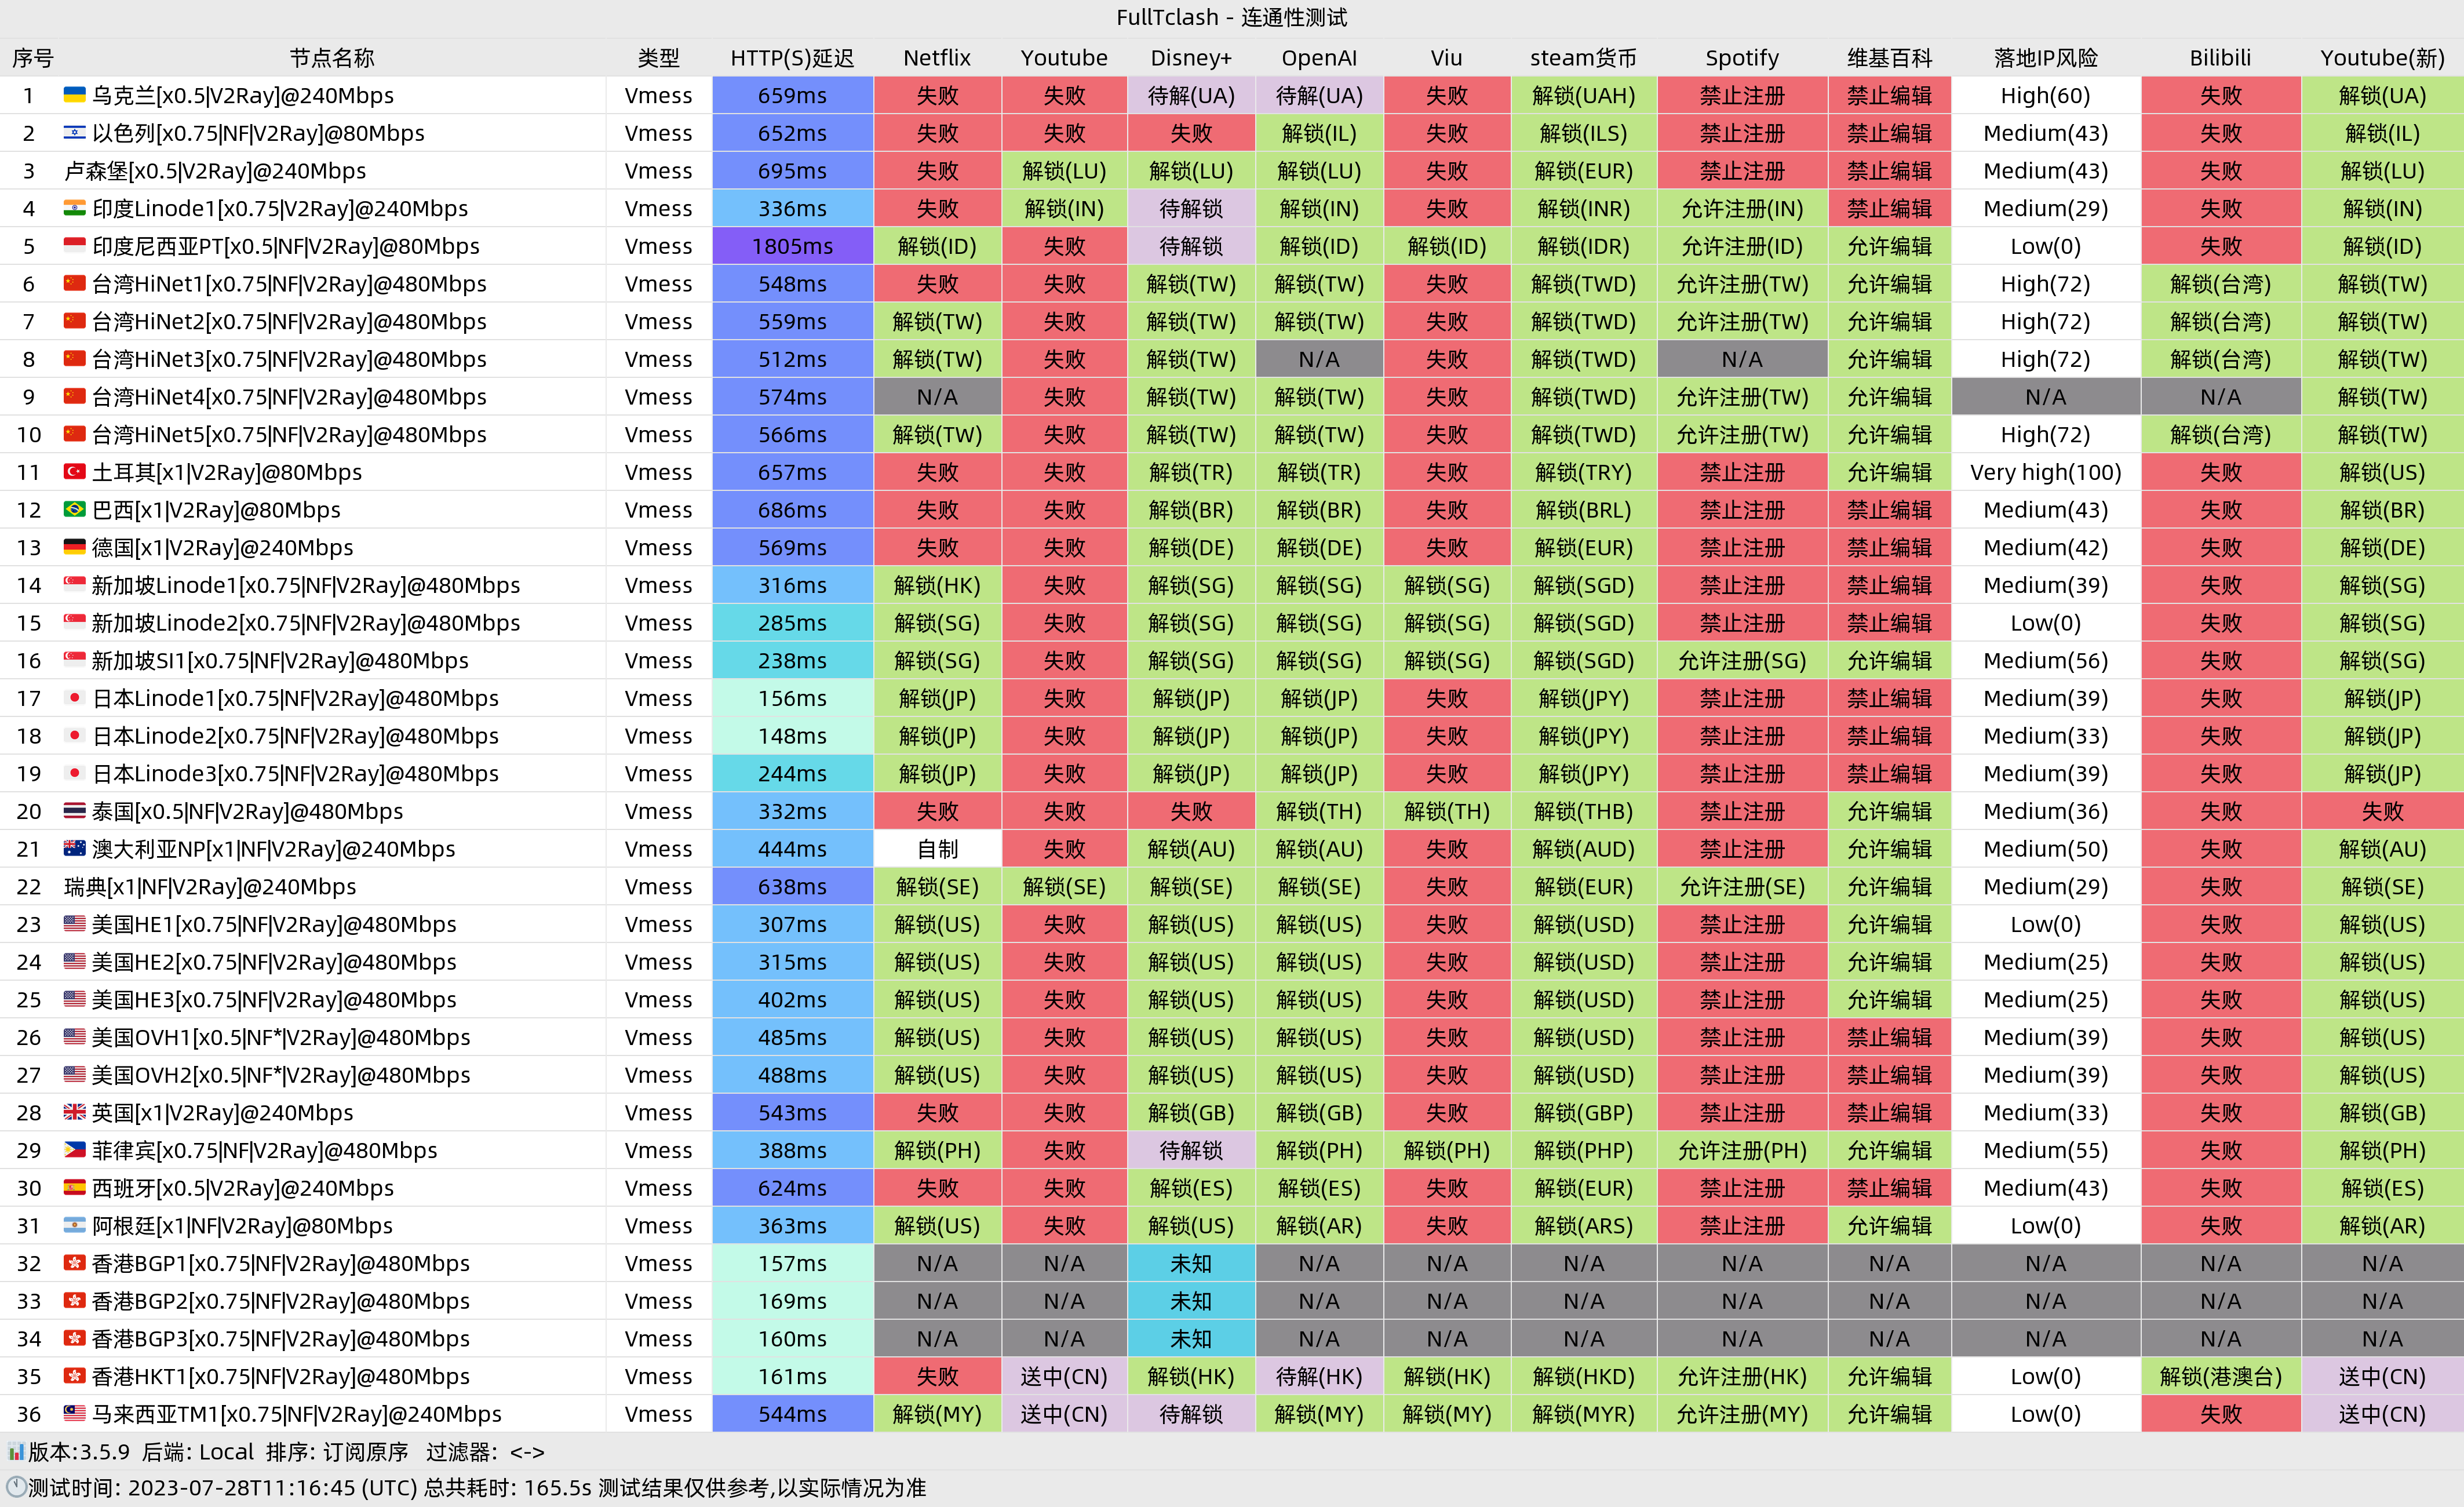 FullTclash - 连通性测试
序号 节点名称 类型 HTTP(S)延迟 Netflix Youtube Disney+ OpenAI Viu steam货币 Spotify 维基百科 落地IP风险 Bilibili Youtube(新)
1 乌克兰[x0.5|V2Ray]@240Mbps Vmess 659ms 失败 失败 待解(UA) 待解(UA) 失败 解锁(UAH) 禁止注册 禁止编辑 High(60) 失败 解锁(UA)
2 以色列[x0.75|NF|V2Ray]@80Mbps Vmess 652ms 失败 失败 失败 解锁(IL) 失败 解锁(ILS) 禁止注册 禁止编辑 Medium(43) 失败 解锁(IL)
3 卢森堡[x0.5|V2Ray]@240Mbps Vmess 695ms 失败 解锁(LU) 解锁(LU) 解锁(LU) 失败 解锁(EUR) 禁止注册 禁止编辑 Medium(43) 失败 解锁(LU)
4 印度Linode1[x0.75|V2Ray]@240Mbps Vmess 336ms 失败 解锁(IN) 待解锁 解锁(IN) 失败 解锁(INR) 允许注册(IN) 禁止编辑 Medium(29) 失败 解锁(IN)
5 印度尼西亚PT[x0.5|NF|V2Ray]@80Mbps Vmess 1805ms 解锁(ID) 失败 待解锁 解锁(ID) 解锁(ID) 解锁(IDR) 允许注册(ID) 允许编辑 Low(0) 失败 解锁(ID)
6 台湾HiNet1[x0.75|NF|V2Ray]@480Mbps Vmess 548ms 失败 失败 解锁(TW) 解锁(TW) 失败 解锁(TWD) 允许注册(TW) 允许编辑 High(72) 解锁(台湾) 解锁(TW)
7 台湾HiNet2[x0.75|NF|V2Ray]@480Mbps Vmess 559ms 解锁(TW) 失败 解锁(TW) 解锁(TW) 失败 解锁(TWD) 允许注册(TW) 允许编辑 High(72) 解锁(台湾) 解锁(TW)
8 台湾HiNet3[x0.75|NF|V2Ray]@480Mbps Vmess 512ms 解锁(TW) 失败 解锁(TW) N/A 失败 解锁(TWD) N/A 允许编辑 High(72) 解锁(台湾) 解锁(TW)
9 台湾HiNet4[x0.75|NF|V2Ray]@480Mbps Vmess 574ms N/A 失败 解锁(TW) 解锁(TW) 失败 解锁(TWD) 允许注册(TW) 允许编辑 N/A N/A 解锁(TW)
10 台湾HiNet5[x0.75|NF|V2Ray]@480Mbps Vmess 566ms 解锁(TW) 失败 解锁(TW) 解锁(TW) 失败 解锁(TWD) 允许注册(TW) 允许编辑 High(72) 解锁(台湾) 解锁(TW)
11 土耳其[x1|V2Ray]@80Mbps Vmess 657ms 失败 失败 解锁(TR) 解锁(TR) 失败 解锁(TRY) 禁止注册 允许编辑 Very high(100) 失败 解锁(US)
12 巴西[x1|V2Ray]@80Mbps Vmess 686ms 失败 失败 解锁(BR) 解锁(BR) 失败 解锁(BRL) 禁止注册 禁止编辑 Medium(43) 失败 解锁(BR)
13 德国[x1|V2Ray]@240Mbps Vmess 569ms 失败 失败 解锁(DE) 解锁(DE) 失败 解锁(EUR) 禁止注册 禁止编辑 Medium(42) 失败 解锁(DE)
14 新加坡Linode1[x0.75|NF|V2Ray]@480Mbps Vmess 316ms 解锁(HK) 失败 解锁(SG) 解锁(SG) 解锁(SG) 解锁(SGD) 禁止注册 禁止编辑 Medium(39) 失败 解锁(SG)
15 新加坡Linode2[x0.75|NF|V2Ray]@480Mbps Vmess 285ms 解锁(SG) 失败 解锁(SG) 解锁(SG) 解锁(SG) 解锁(SGD) 禁止注册 禁止编辑 Low(0) 失败 解锁(SG)
16 新加坡SI1[x0.75|NF|V2Ray]@480Mbps Vmess 238ms 解锁(SG) 失败 解锁(SG) 解锁(SG) 解锁(SG) 解锁(SGD) 允许注册(SG) 允许编辑 Medium(56) 失败 解锁(SG)
17 日本Linode1[x0.75|NF|V2Ray]@480Mbps Vmess 156ms 解锁(JP) 失败 解锁(JP) 解锁(JP) 失败 解锁(JPY) 禁止注册 禁止编辑 Medium(39) 失败 解锁(JP)
18 日本Linode2[x0.75|NF|V2Ray]@480Mbps Vmess 148ms 解锁(JP) 失败 解锁(JP) 解锁(JP) 失败 解锁(JPY) 禁止注册 禁止编辑 Medium(33) 失败 解锁(JP)
19 日本Linode3[x0.75|NF|V2Ray]@480Mbps Vmess 244ms 解锁(JP) 失败 解锁(JP) 解锁(JP) 失败 解锁(JPY) 禁止注册 禁止编辑 Medium(39) 失败 解锁(JP)
20 泰国[x0.5|NF|V2Ray]@480Mbps Vmess 332ms 失败 失败 失败 解锁(TH) 解锁(TH) 解锁(THB) 禁止注册 允许编辑 Medium(36) 失败 失败
21 澳大利亚NP[x1|NF|V2Ray]@240Mbps Vmess 444ms 自制 失败 解锁(AU) 解锁(AU) 失败 解锁(AUD) 禁止注册 允许编辑 Medium(50) 失败 解锁(AU)
22 瑞典[x1|NF|V2Ray]@240Mbps Vmess 638ms 解锁(SE) 解锁(SE) 解锁(SE) 解锁(SE) 失败 解锁(EUR) 允许注册(SE) 允许编辑 Medium(29) 失败 解锁(SE)
23 美国HE1[x0.75|NF|V2Ray]@480Mbps Vmess 307ms 解锁(US) 失败 解锁(US) 解锁(US) 失败 解锁(USD) 禁止注册 允许编辑 Low(0) 失败 解锁(US)
24 美国HE2[x0.75|NF|V2Ray]@480Mbps Vmess 315ms 解锁(US) 失败 解锁(US) 解锁(US) 失败 解锁(USD) 禁止注册 允许编辑 Medium(25) 失败 解锁(US)
25 美国HE3[x0.75|NF|V2Ray]@480Mbps Vmess 402ms 解锁(US) 失败 解锁(US) 解锁(US) 失败 解锁(USD) 禁止注册 允许编辑 Medium(25) 失败 解锁(US)
26 美国OVH1[x0.5|NF*|V2Ray]@480Mbps Vmess 485ms 解锁(US) 失败 解锁(US) 解锁(US) 失败 解锁(USD) 禁止注册 禁止编辑 Medium(39) 失败 解锁(US)
27 美国OVH2[x0.5|NF*|V2Ray]@480Mbps Vmess 488ms 解锁(US) 失败 解锁(US) 解锁(US) 失败 解锁(USD) 禁止注册 禁止编辑 Medium(39) 失败 解锁(US)
28 英国[x1|V2Ray]@240Mbps Vmess 543ms 失败 失败 解锁(GB) 解锁(GB) 失败 解锁(GBP) 禁止注册 禁止编辑 Medium(33) 失败 解锁(GB)
29 菲律宾[x0.75|NF|V2Ray]@480Mbps Vmess 388ms 解锁(PH) 失败 待解锁 解锁(PH) 解锁(PH) 解锁(PHP) 允许注册(PH) 允许编辑 Medium(55) 失败 解锁(PH)
30 西班牙[x0.5|V2Ray]@240Mbps Vmess 624ms 失败 失败 解锁(ES) 解锁(ES) 失败 解锁(EUR) 禁止注册 禁止编辑 Medium(43) 失败 解锁(ES)
31 阿根廷[x1|NF|V2Ray]@80Mbps Vmess 363ms 解锁(US) 失败 解锁(US) 解锁(AR) 失败 解锁(ARS) 禁止注册 允许编辑 Low(0) 失败 解锁(AR)
32 香港BGP1[x0.75|NF|V2Ray]@480Mbps Vmess 157ms N/A N/A 未知 N/A N/A N/A N/A N/A N/A N/A N/A
33 香港BGP2[x0.75|NF|V2Ray]@480Mbps Vmess 169ms N/A N/A 未知 N/A N/A N/A N/A N/A N/A N/A N/A
34 香港BGP3[x0.75|NF|V2Ray]@480Mbps Vmess 160ms N/A N/A 未知 N/A N/A N/A N/A N/A N/A N/A N/A
35 香港HKT1[x0.75|NF|V2Ray]@480Mbps Vmess 161ms 失败 送中(CN) 解锁(HK) 待解(HK) 解锁(HK) 解锁(HKD) 允许注册(HK) 允许编辑 Low(0) 解锁(港澳台) 送中(CN)
36 马来西亚TM1[x0.75|NF|V2Ray]@240Mbps Vmess 544ms 解锁(MY) 送中(CN) 待解锁 解锁(MY) 解锁(MY) 解锁(MYR) 允许注册(MY) 允许编辑 Low(0) 失败 送中(CN)
版本:3.5.9 后端: Local 排序: 订阅原序 过滤器: <->
测试时间: 2023-07-28T11:16:45 (UTC) 总共耗时: 165.5s 测试结果仅供参考,以实际情况为准